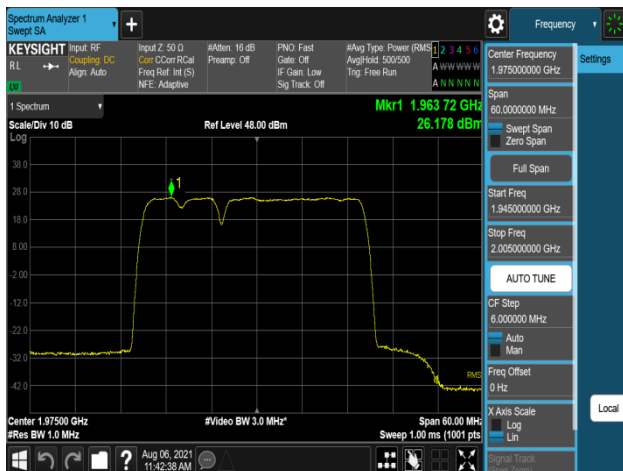 Spectrum Analyzer 1
Swept SA
+
Frequency
KEYSIGHT
RL
Input: RF
Coupling: DC
Align: Auto
Input Z: 50 Ω
Corr CCorr RCal
Freq Ref: Int (S)
NFE: Adaptive
#Atten: 16 dB
Preamp: Off
PNO: Fast
Gate: Off
IF Gain: Low
Sig Track: Off
#Avg Type: Power (RMS
Avg|Hold: 500/500
Trig: Free Run
1 2 3 4 5 6
A W W W W W
A N N N N N
LXI
1 Spectrum
Scale/Div 10 dB
Log
Ref Level 48.00 dBm
Mkr1 1.963 72 GHz
26.178 dBm
38.0
28.0
18.0
8.00
-2.00
-12.0
-22.0
-32.0
-42.0
1
RMS
Center 1.97500 GHz
#Res BW 1.0 MHz
#Video BW 3.0 MHz*
Span 60.00 MHz
Sweep 1.00 ms (1001 pts)
Aug 06, 2021
11:42:38 AM
?
Center Frequency
1.975000000 GHz
Settings
Span
60.0000000 MHz
Swept Span
Zero Span
Full Span
Start Freq
1.945000000 GHz
Stop Freq
2.005000000 GHz
AUTO TUNE
CF Step
6.000000 MHz
Auto
Man
Freq Offset
0 Hz
X Axis Scale
Log
Lin
Local
Signal Track